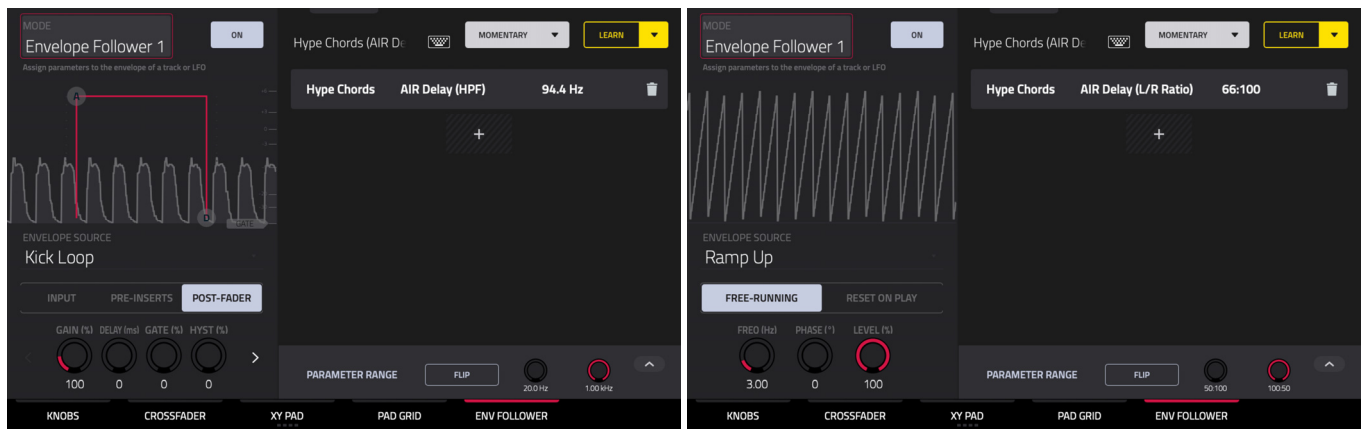 MODE
Envelope Follower 1
ON
Assign parameters to the envelope of a track or LFO
A
D
GATE
ENVELOPE SOURCE
Kick Loop
INPUT PRE-INSERTS POST-FADER
GAIN (%) DELAY (ms) GATE (%) HYST (%)
100 0 0 0
Hype Chords (AIR De
MOMENTARY
LEARN
Hype Chords AIR Delay (HPF) 94.4 Hz
+
PARAMETER RANGE
FLIP
20.0 Hz 1.00 kHz
KNOBS CROSSFADER XY PAD PAD GRID ENV FOLLOWER
MODE
Envelope Follower 1
ON
Assign parameters to the envelope of a track or LFO
ENVELOPE SOURCE
Ramp Up
FREE-RUNNING RESET ON PLAY
FREQ (Hz) PHASE (°) LEVEL (%)
3.00 0 100
Hype Chords (AIR De
MOMENTARY
LEARN
Hype Chords AIR Delay (L/R Ratio) 66:100
+
PARAMETER RANGE
FLIP
50:100 100:50
KNOBS CROSSFADER XY PAD PAD GRID ENV FOLLOWER